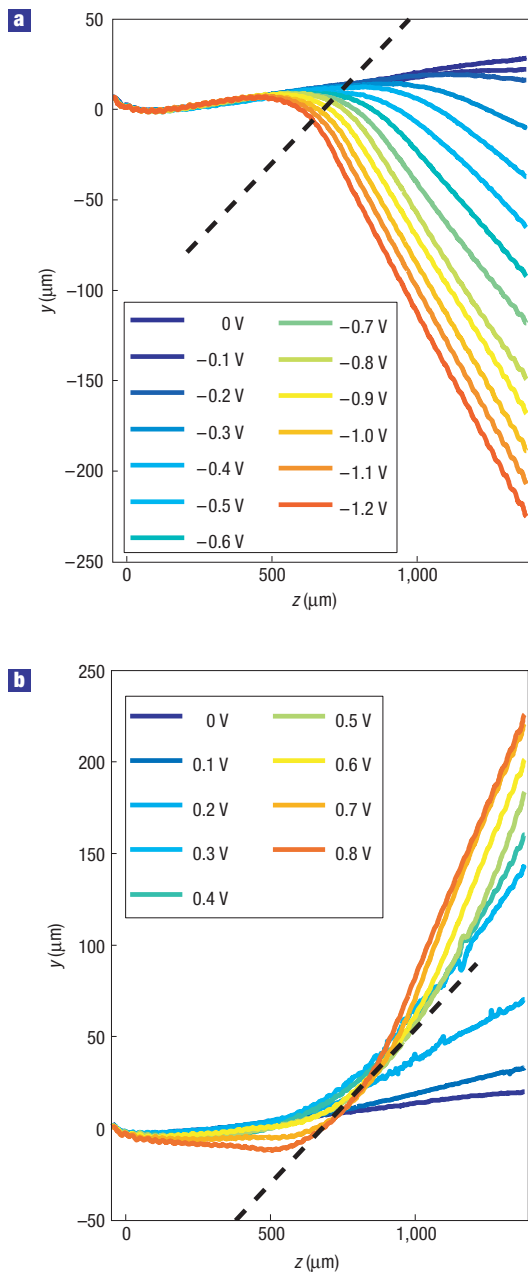 a
50
0
−50
−100
−150
−200
−250
y (μm)
0 V
−0.1 V
−0.2 V
−0.3 V
−0.4 V
−0.5 V
−0.6 V
−0.7 V
−0.8 V
−0.9 V
−1.0 V
−1.1 V
−1.2 V
0
500
1,000
z (μm)
b
250
200
150
100
50
0
−50
y (μm)
0 V
0.1 V
0.2 V
0.3 V
0.4 V
0.5 V
0.6 V
0.7 V
0.8 V
0
500
1,000
z (μm)